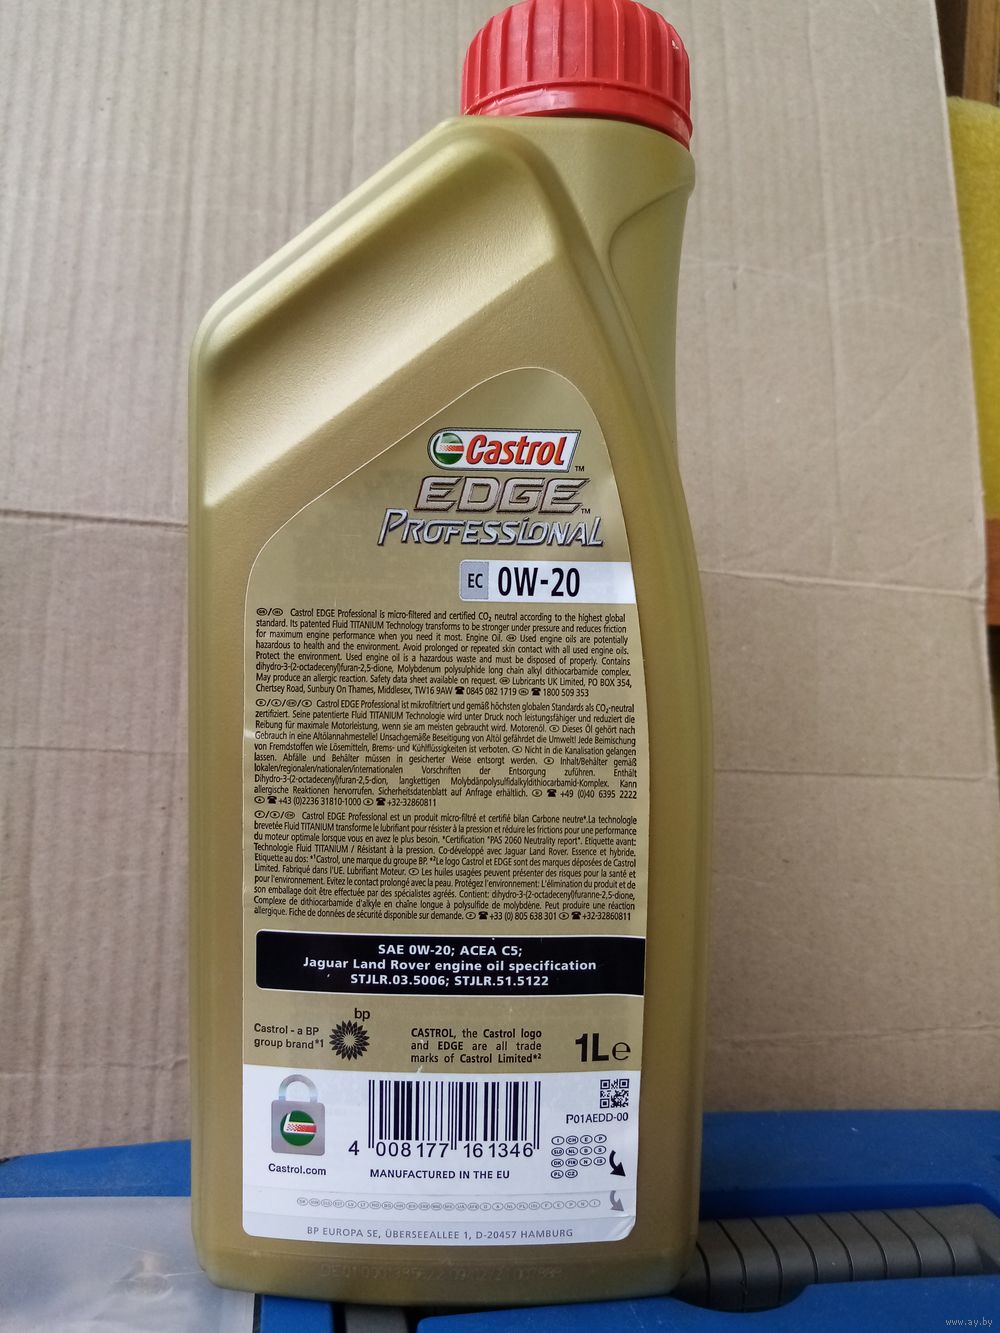 Castrol
™
EDGE
™
PROFESSIONAL
EC 0W-20
Castrol EDGE Professional is micro-filtered and certified CO₂ neutral according to the highest global
standard. Its patented Fluid TITANIUM Technology transforms to be stronger under pressure and reduces friction
for maximum engine performance when you need it most. Engine Oil. Used engine oils are potentially
hazardous to health and the environment. Avoid prolonged or repeated skin contact with all used engine oils.
Protect the environment. Used engine oil is a hazardous waste and must be disposed of properly. Contains
dihydro-3-(2-octadecenyl)furan-2,5-dione, Molybdenum polysulphide long chain alkyl dithiocarbamide complex.
May produce an allergic reaction. Safety data sheet available on request. Lubricants UK Limited, PO BOX 354,
Chertsey Road, Sunbury On Thames, Middlesex, TW16 9AW ☎ 0845 082 1719 ☎ 1800 509 353
Castrol EDGE Professional ist mikrofiltriert und gemäß höchsten globalen Standards als CO₂-neutral
zertifiziert. Seine patentierte Fluid TITANIUM Technologie wird unter Druck noch leistungsfähiger und reduziert die
Reibung für maximale Motorleistung, wenn sie am meisten gebraucht wird. Motorenöl. Dieses Öl gehört nach
Gebrauch in eine Altölannahmestelle! Unsachgemäße Beseitigung von Altöl gefährdet die Umwelt! Jede Beimischung
von Fremdstoffen wie Lösemitteln, Brems- und Kühlflüssigkeiten ist verboten. Nicht in die Kanalisation gelangen
lassen. Abfälle und Behälter müssen in gesicherter Weise entsorgt werden. Inhalt/Behälter gemäß
lokalen/regionalen/nationalen/internationalen Vorschriften der Entsorgung zuführen. Enthält
Dihydro-3-(2-octadecenyl)furan-2,5-dion, langkettigen Molybdänpolysulfidalkyldithiocarbamid-Komplex. Kann
allergische Reaktionen hervorrufen. Sicherheitsdatenblatt auf Anfrage erhältlich. ☎ +49 (0)40 6395 2222
☎ +43 (0)2236 31810-1000 ☎ +32-32860811
Castrol EDGE Professional est un produit micro-filtré et certifié bilan Carbone neutre*.La technologie
brevetée Fluid TITANIUM transforme le lubrifiant pour résister à la pression et réduire les frictions pour une performance
du moteur optimale lorsque vous en avez le plus besoin. *Certification "PAS 2060 Neutrality report". Etiquette avant:
Technologie Fluid TITANIUM / Résistant à la pression. Co-développé avec Jaguar Land Rover. Essence et hybride.
Etiquette au dos: *¹Castrol, une marque du groupe BP. *²Le logo Castrol et EDGE sont des marques déposées de Castrol
Limited. Fabriqué dans l'UE. Lubrifiant Moteur. Les huiles usagées peuvent présenter des risques pour la santé et
pour l'environnement. Evitez le contact prolongé avec la peau. Protégez l'environnement: L'élimination du produit et de
son emballage doit être effectuée par des spécialistes agréés. Contient: dihydro-3-(2-octadecenyl)furanne-2,5-dione,
Complexe de dithiocarbamide d'alkyle en chaîne longue à polysulfide de molybdène. Peut produire une réaction
allergique. Fiche de données de sécurité disponible sur demande. ☎ +33 (0) 805 638 301 ☎ +32-32860811
SAE 0W-20; ACEA C5;
Jaguar Land Rover engine oil specification
STJLR.03.5006; STJLR.51.5122
bp
Castrol - a BP
group brand*1
CASTROL, the Castrol logo
and EDGE are all trade
marks of Castrol Limited*²
1L℮
P01AEDD-00
4 008177 161346
Castrol.com
MANUFACTURED IN THE EU
BP EUROPA SE, ÜBERSEEALLEE 1, D-20457 HAMBURG
www.ay.by